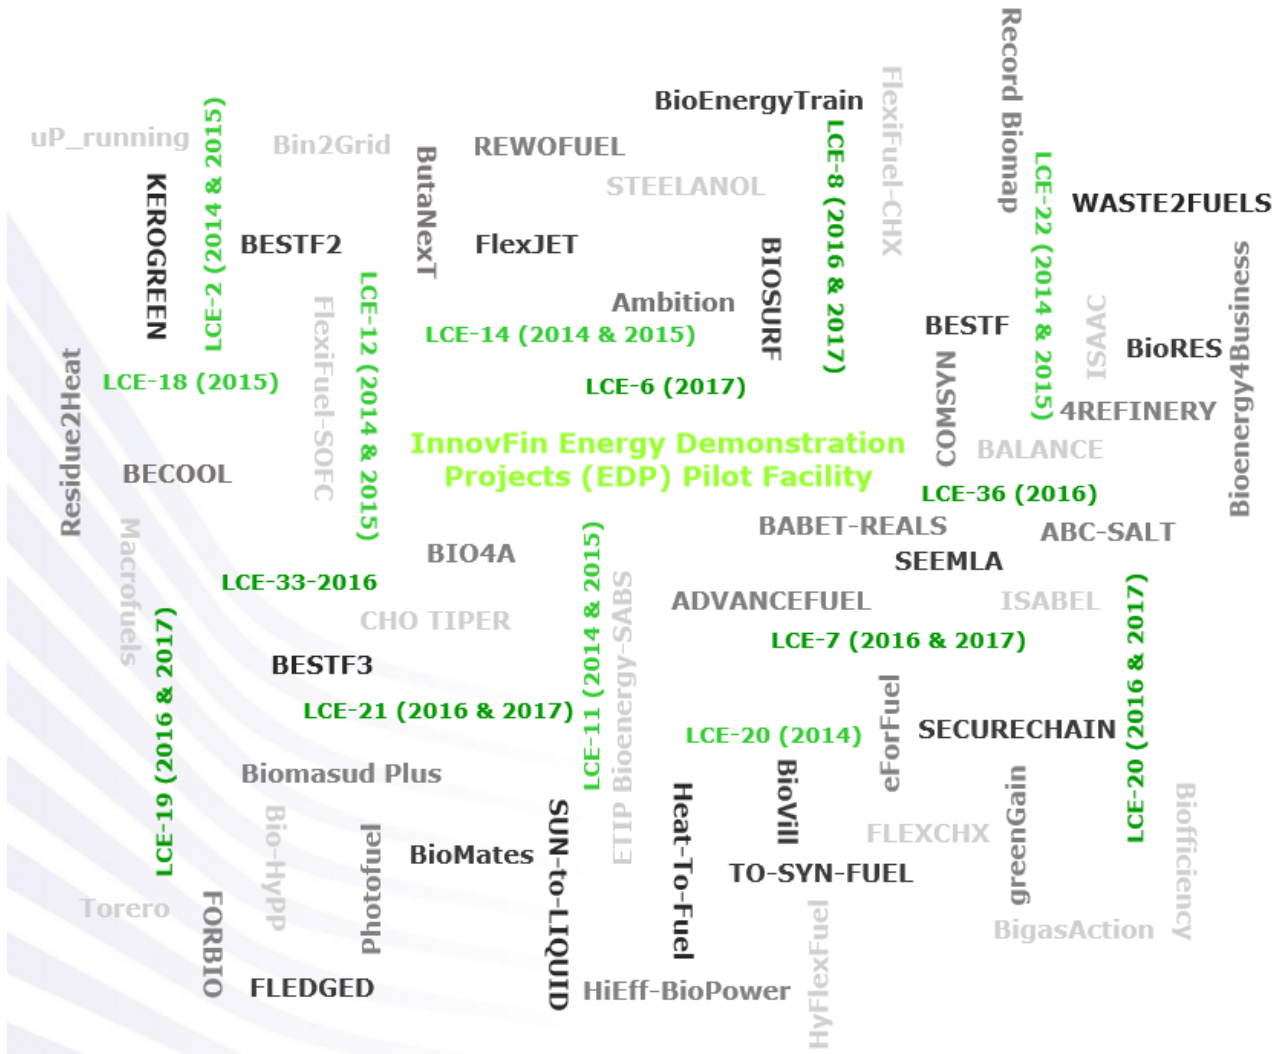 Record Biomap
BioEnergyTrain
FlexiFuel-CHX
uP_running
LCE-2 (2014 & 2015)
Bin2Grid
ButaNexT
REWOFUEL
LCE-8 (2016 & 2017)
LCE-22 (2014 & 2015)
STEELANOL
KEROGREEN
WASTE2FUELS
BESTF2
FlexJET
BIOSURF
Bioenergy4Business
LCE-12 (2014 & 2015)
FlexiFuel-SOFC
Ambition
LCE-14 (2014 & 2015)
BESTF
ISAAC
BioRES
Residue2Heat
LCE-18 (2015)
LCE-6 (2017)
COMSYN
4REFINERY
InnovFin Energy Demonstration
Projects (EDP) Pilot Facility
BALANCE
BECOOL
LCE-36 (2016)
Macrofuels
BABET-REALS
ABC-SALT
BIO4A
LCE-11 (2014 & 2015)
SEEMLA
LCE-33-2016
ETIP Bioenergy-SABS
ADVANCEFUEL
ISABEL
LCE-20 (2016 & 2017)
CHO TIPER
LCE-19 (2016 & 2017)
LCE-7 (2016 & 2017)
BESTF3
LCE-21 (2016 & 2017)
eForFuel
LCE-20 (2014)
SECURECHAIN
Biomasud Plus
BioVill
greenGain
Biofficiency
Bio-HyPP
Photofuel
BioMates
SUN-to-LIQUID
Heat-To-Fuel
FLEXCHX
TO-SYN-FUEL
Torero
FORBIO
HyFlexFuel
BigasAction
FLEDGED
HiEff-BioPower